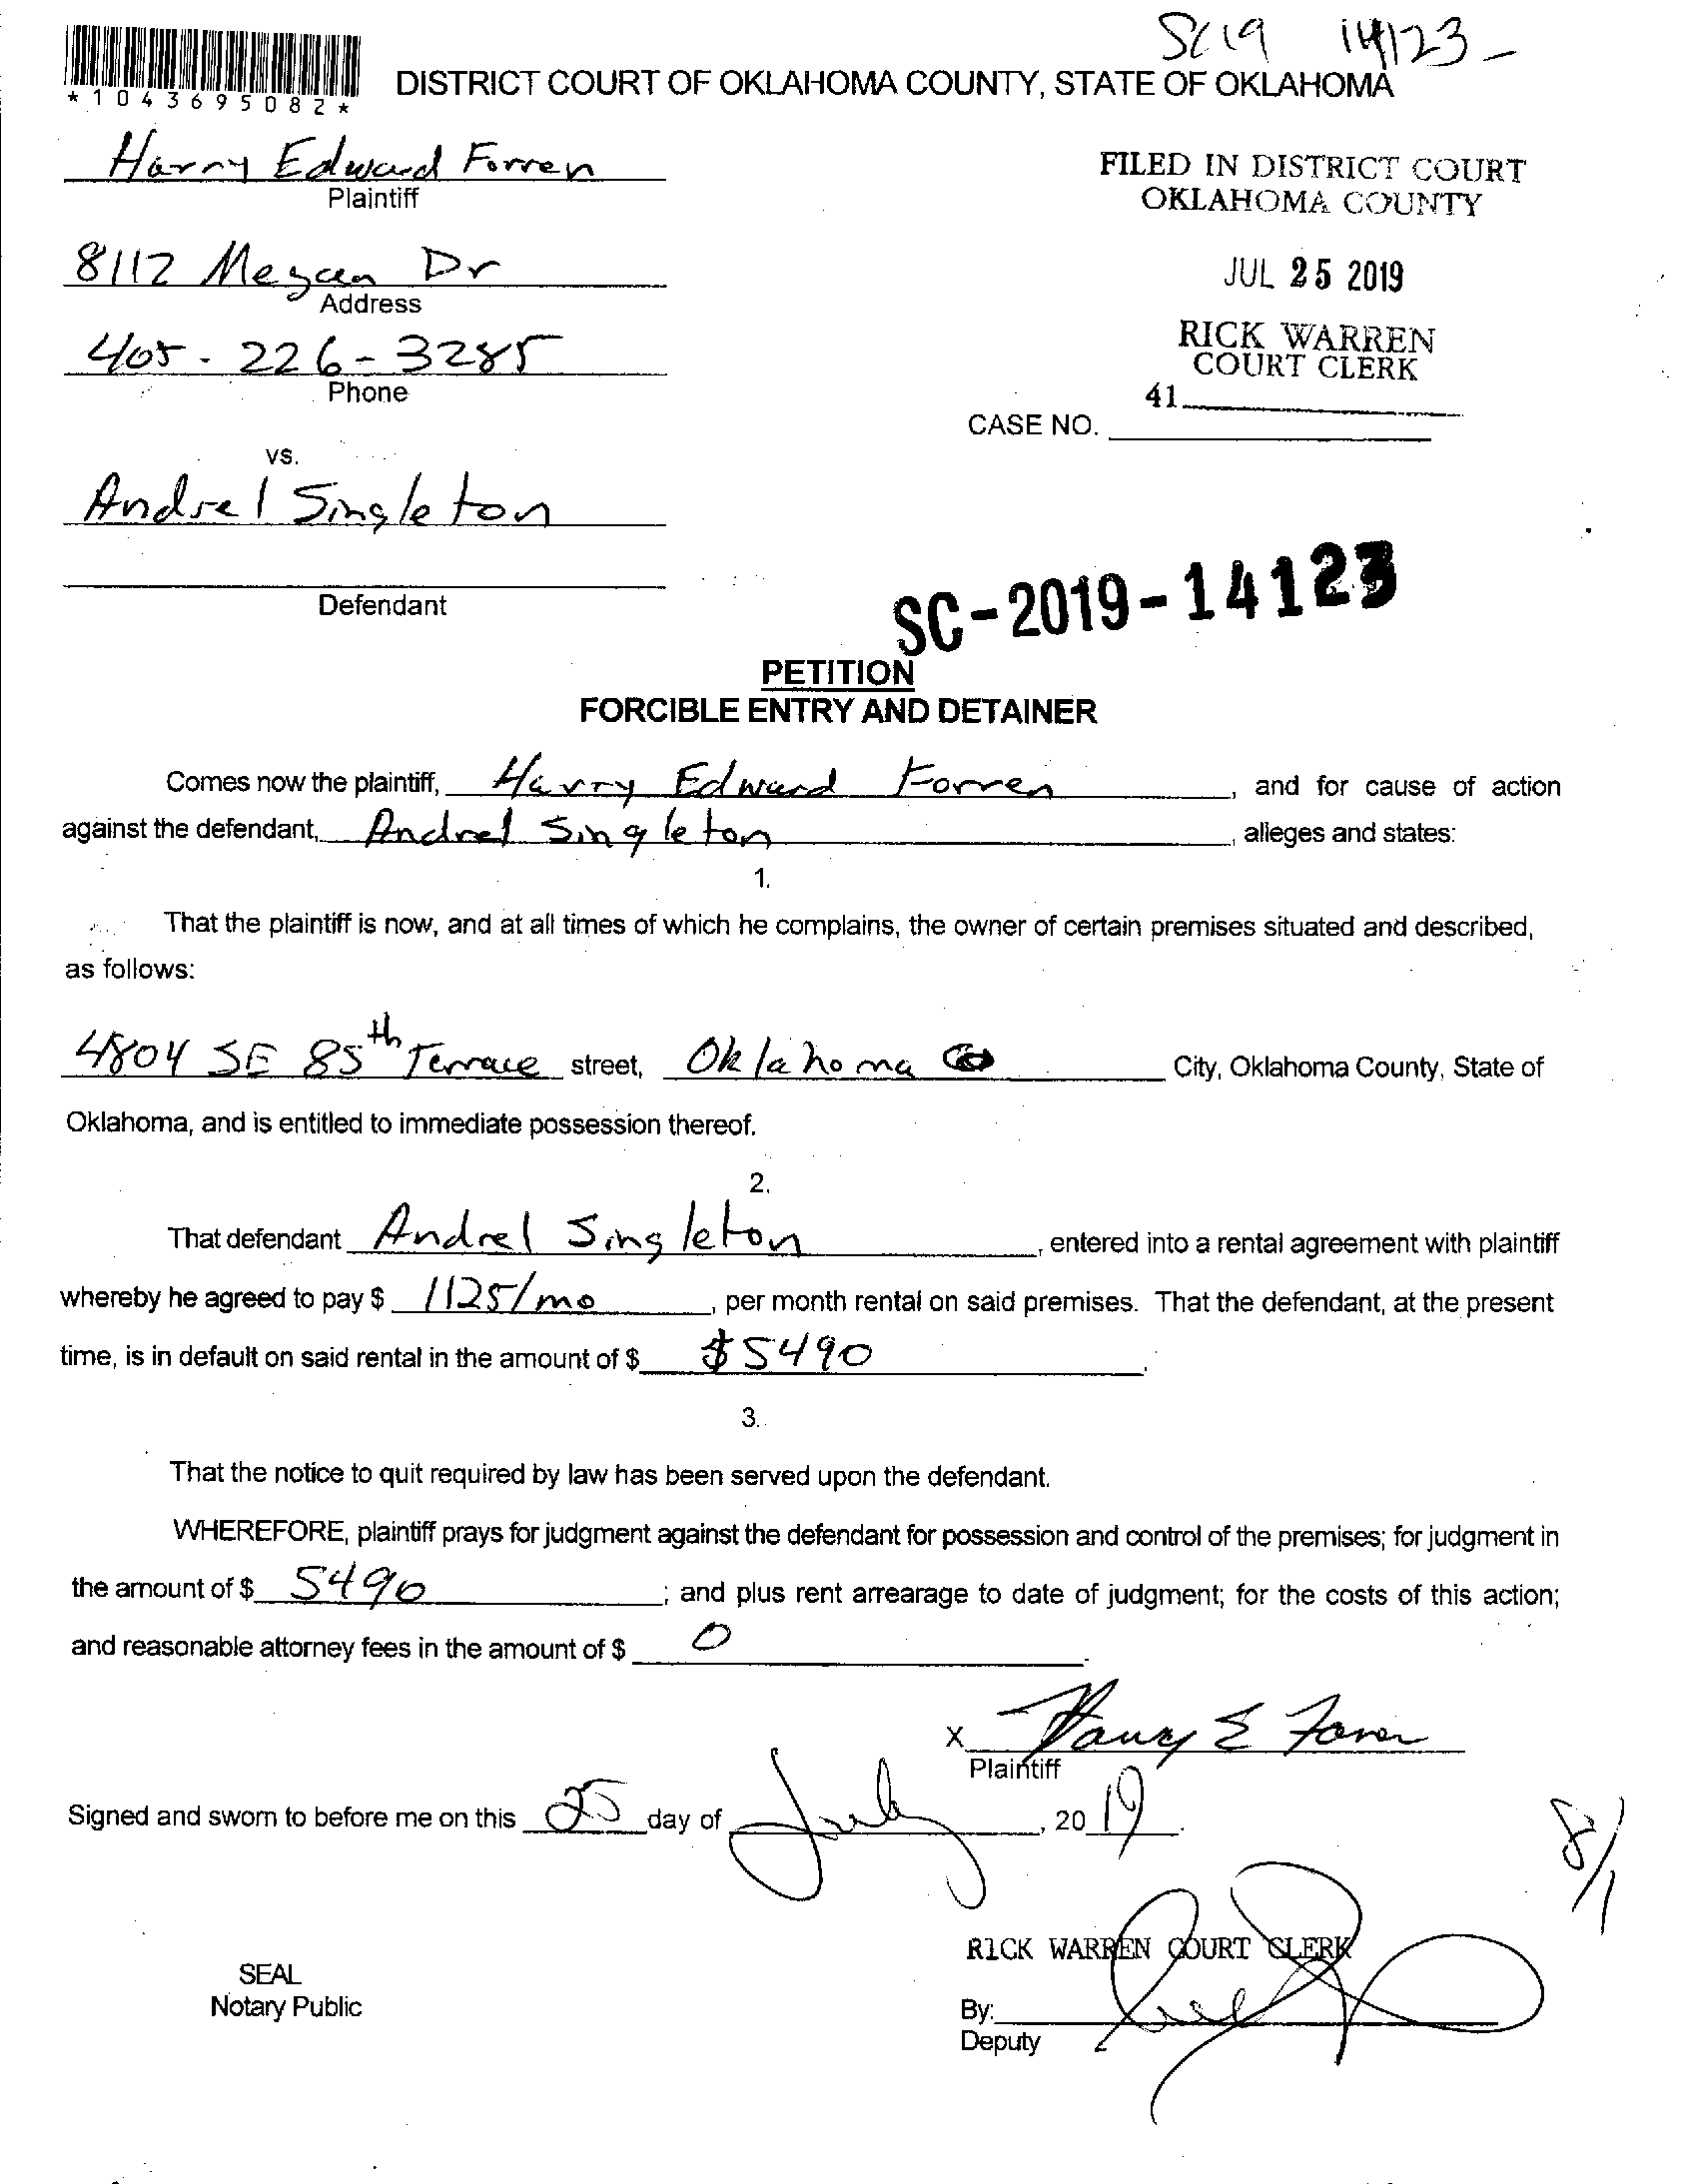 SC19 14123-
*1043695082*
DISTRICT COURT OF OKLAHOMA COUNTY, STATE OF OKLAHOMA
Harry Edward Forren
Plaintiff
FILED IN DISTRICT COURT
OKLAHOMA COUNTY
8112 Megan Dr
Address
JUL 25 2019
405-226-3285
Phone
RICK WARREN
COURT CLERK
41
CASE NO.
vs.
Andrel Singleton
Defendant
SC-2019-14123
PETITION
FORCIBLE ENTRY AND DETAINER
Comes now the plaintiff, Harry Edward Forren, and for cause of action
against the defendant, Andrel Singleton, alleges and states:
1.
That the plaintiff is now, and at all times of which he complains, the owner of certain premises situated and described,
as follows:
4804 SE 85th Terrace street, Oklahoma City, Oklahoma County, State of
Oklahoma, and is entitled to immediate possession thereof.
2.
That defendant Andrel Singleton, entered into a rental agreement with plaintiff
whereby he agreed to pay $ 1125/mo, per month rental on said premises. That the defendant, at the present
time, is in default on said rental in the amount of $ $5490.
3.
That the notice to quit required by law has been served upon the defendant.
WHEREFORE, plaintiff prays for judgment against the defendant for possession and control of the premises; for judgment in
the amount of $ 5490; and plus rent arrearage to date of judgment; for the costs of this action;
and reasonable attorney fees in the amount of $ 0.
X Harry E Forren
Plaintiff
Signed and sworn to before me on this 25 day of July, 2019.
8/1
RICK WARREN COURT CLERK
SEAL
Notary Public
By:
Deputy